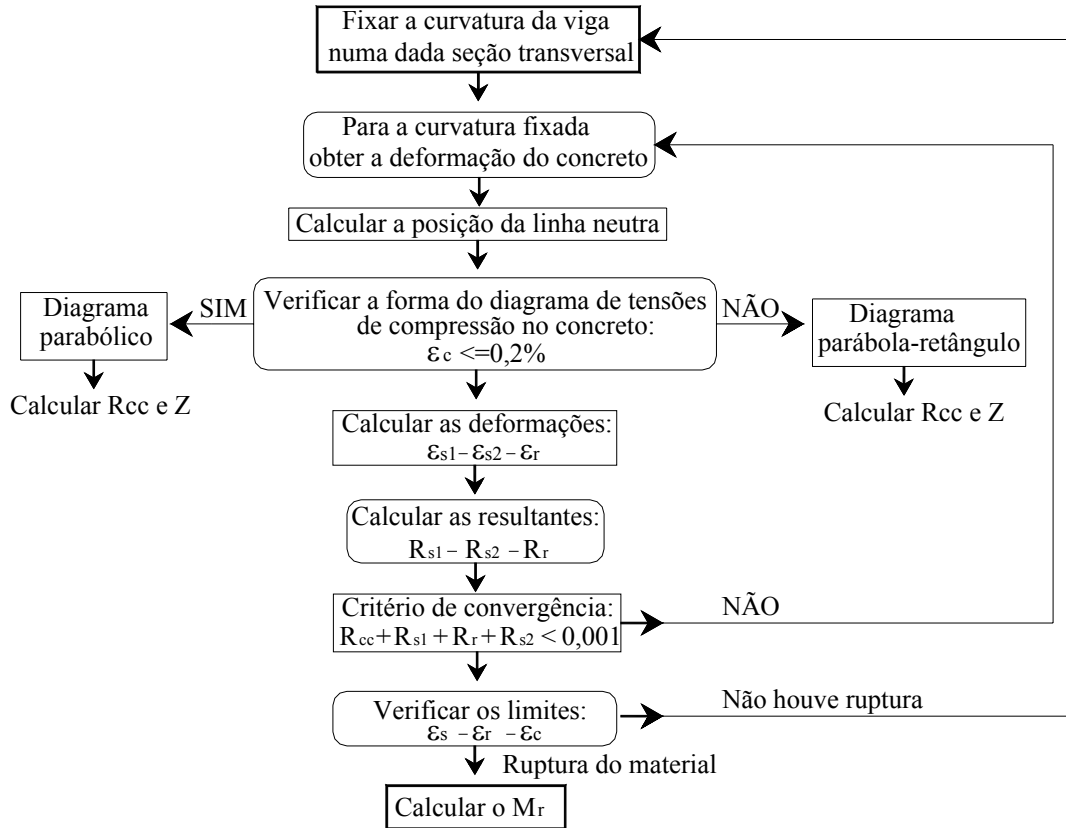 Fixar a curvatura da viga
numa dada seção transversal
Para a curvatura fixada
obter a deformação do concreto
Calcular a posição da linha neutra
Verificar a forma do diagrama de tensões
de compressão no concreto:
εc <=0,2%
SIM
NÃO
Diagrama
parabólico
Diagrama
parábola-retângulo
Calcular Rcc e Z
Calcular Rcc e Z
Calcular as deformações:
εs1 – εs2 – εr
Calcular as resultantes:
Rs1 – Rs2 – Rr
Critério de convergência:
Rcc+Rs1+Rr+Rs2 < 0,001
NÃO
Verificar os limites:
εs – εr – εc
Não houve ruptura
Ruptura do material
Calcular o Mr